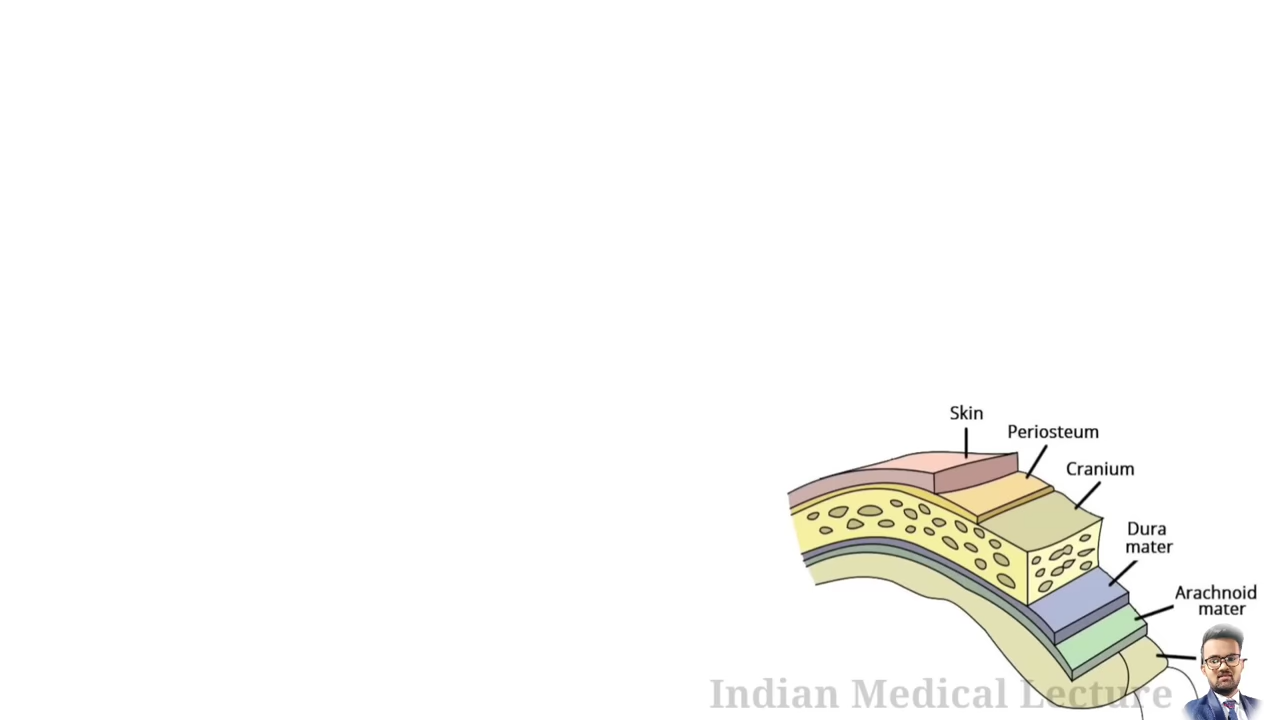 Skin
Periosteum
Cranium
Dura
mater
Arachnoid
mater
Indian Medical Lecture